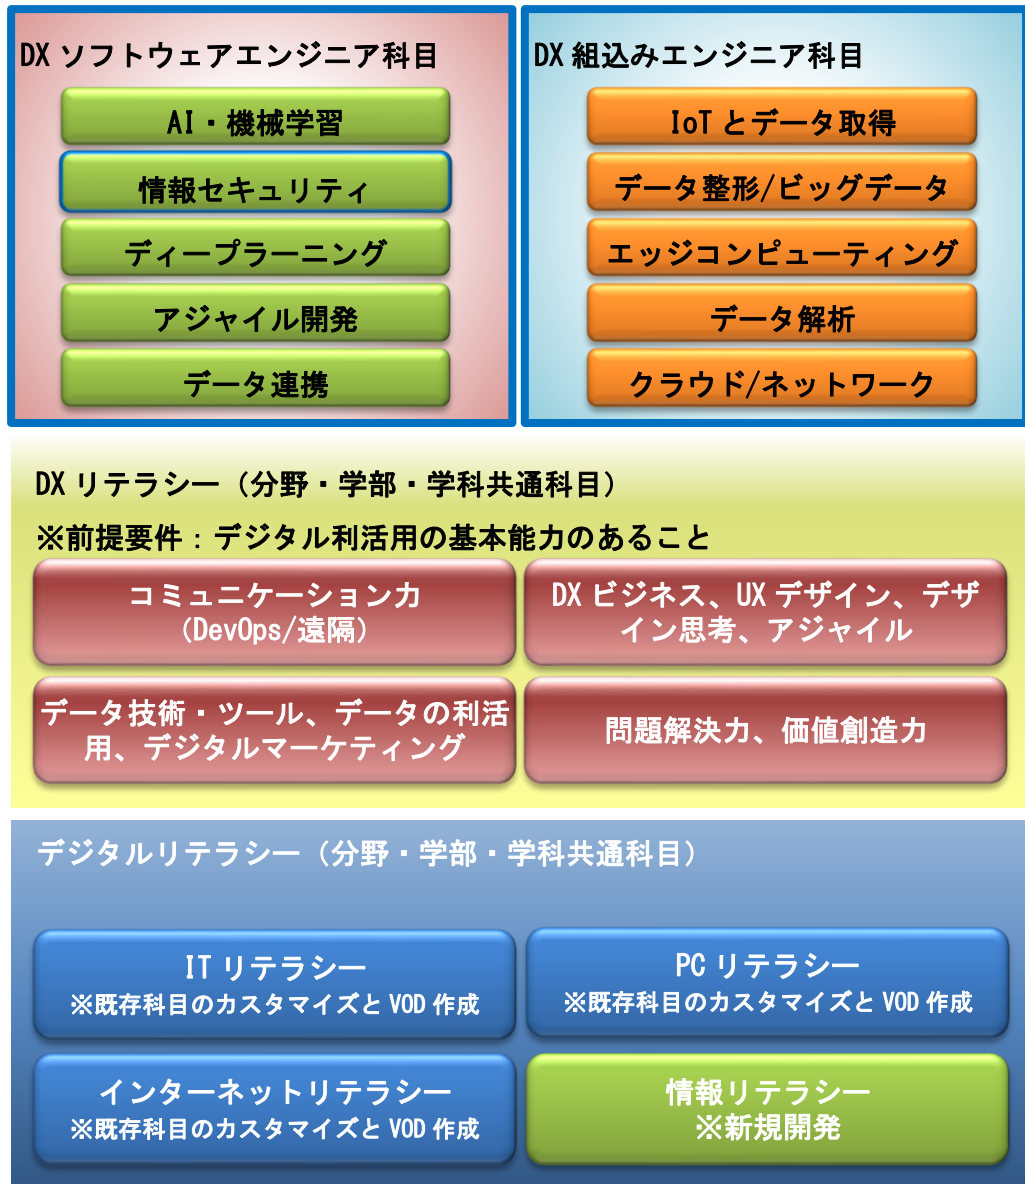 DX ソフトウェアエンジニア科目
AI・機械学習
情報セキュリティ
ディープラーニング
アジャイル開発
データ連携
DX 組込みエンジニア科目
IoT とデータ取得
データ整形/ビッグデータ
エッジコンピューティング
データ解析
クラウド/ネットワーク
DX リテラシー（分野・学部・学科共通科目）
※前提要件：デジタル利活用の基本能力のあること
コミュニケーション力
（DevOps/遠隔）
DX ビジネス、UX デザイン、デザ
イン思考、アジャイル
データ技術・ツール、データの利活
用、デジタルマーケティング
問題解決力、価値創造力
デジタルリテラシー（分野・学部・学科共通科目）
IT リテラシー
※既存科目のカスタマイズと VOD 作成
PC リテラシー
※既存科目のカスタマイズと VOD 作成
インターネットリテラシー
※既存科目のカスタマイズと VOD 作成
情報リテラシー
※新規開発